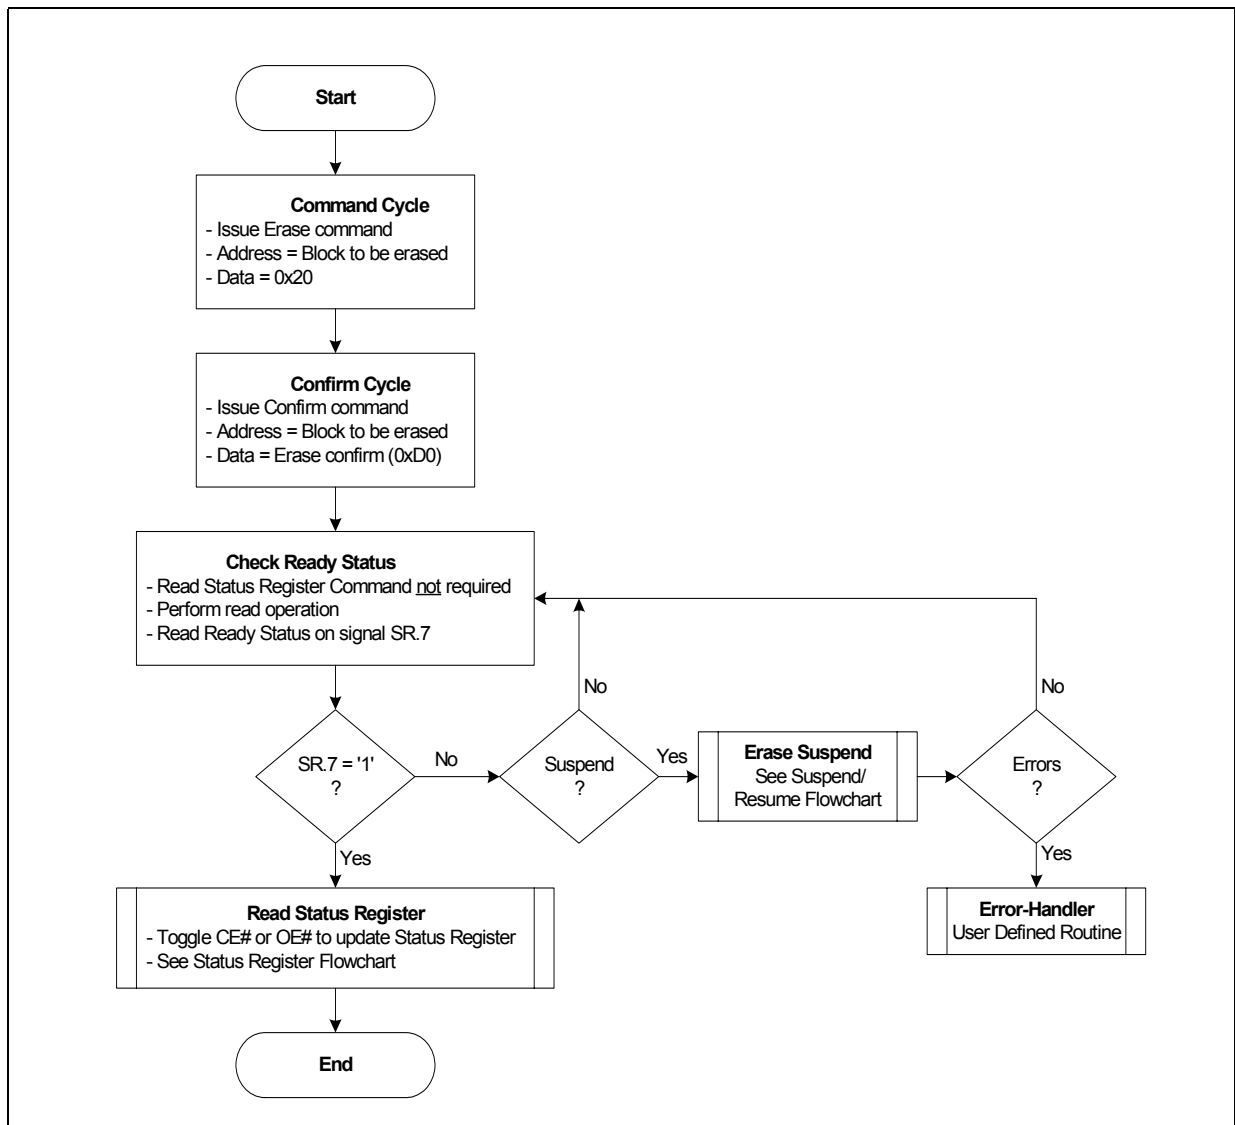 Start
Command Cycle
- Issue Erase command
- Address = Block to be erased
- Data = 0x20
Confirm Cycle
- Issue Confirm command
- Address = Block to be erased
- Data = Erase confirm (0xD0)
Check Ready Status
- Read Status Register Command not required
- Perform read operation
- Read Ready Status on signal SR.7
No
No
SR.7 = '1'
?
No
Suspend
?
Yes
Erase Suspend
See Suspend/
Resume Flowchart
Errors
?
Yes
Yes
Read Status Register
- Toggle CE# or OE# to update Status Register
- See Status Register Flowchart
Error-Handler
User Defined Routine
End